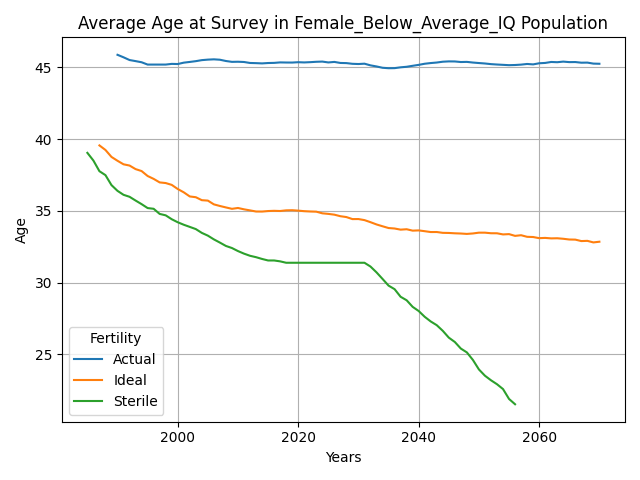 Average Age at Survey in Female_Below_Average_IQ Population
Age
45
40
35
30
25
Fertility
Actual
Ideal
Sterile
2000
2020
2040
2060
Years